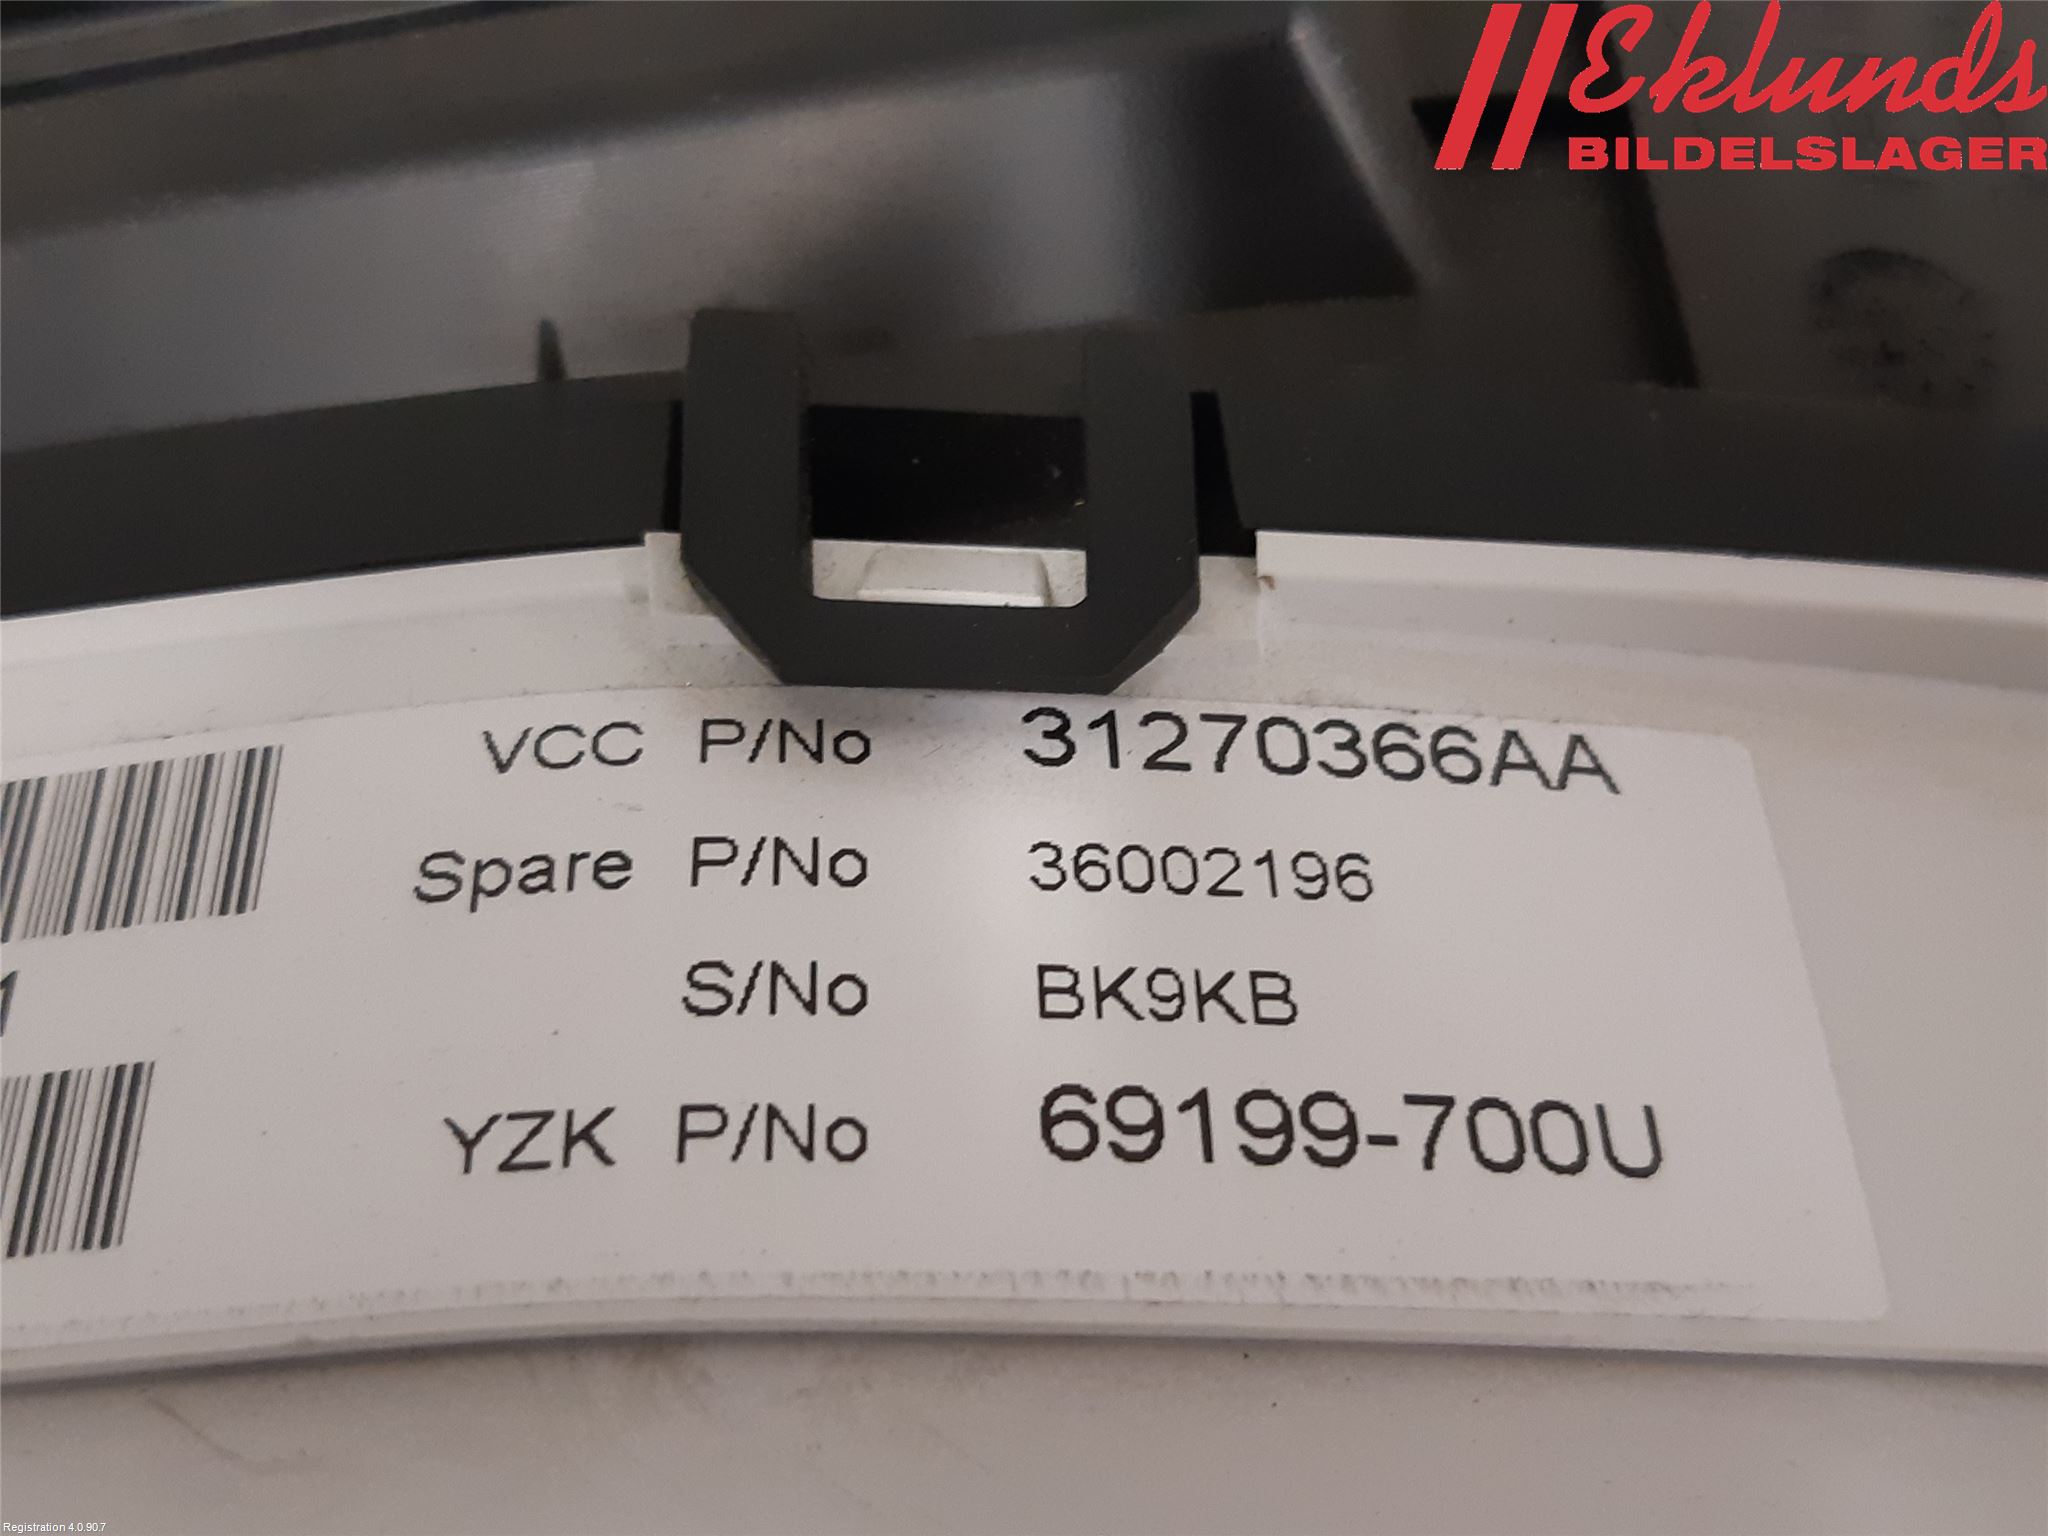 Eklunds
BILDELSLAGER
VCC P/No 31270366AA
Spare P/No 36002196
S/No BK9KB
1
YZK P/No 69199-700U
Registration 4.0.90.7